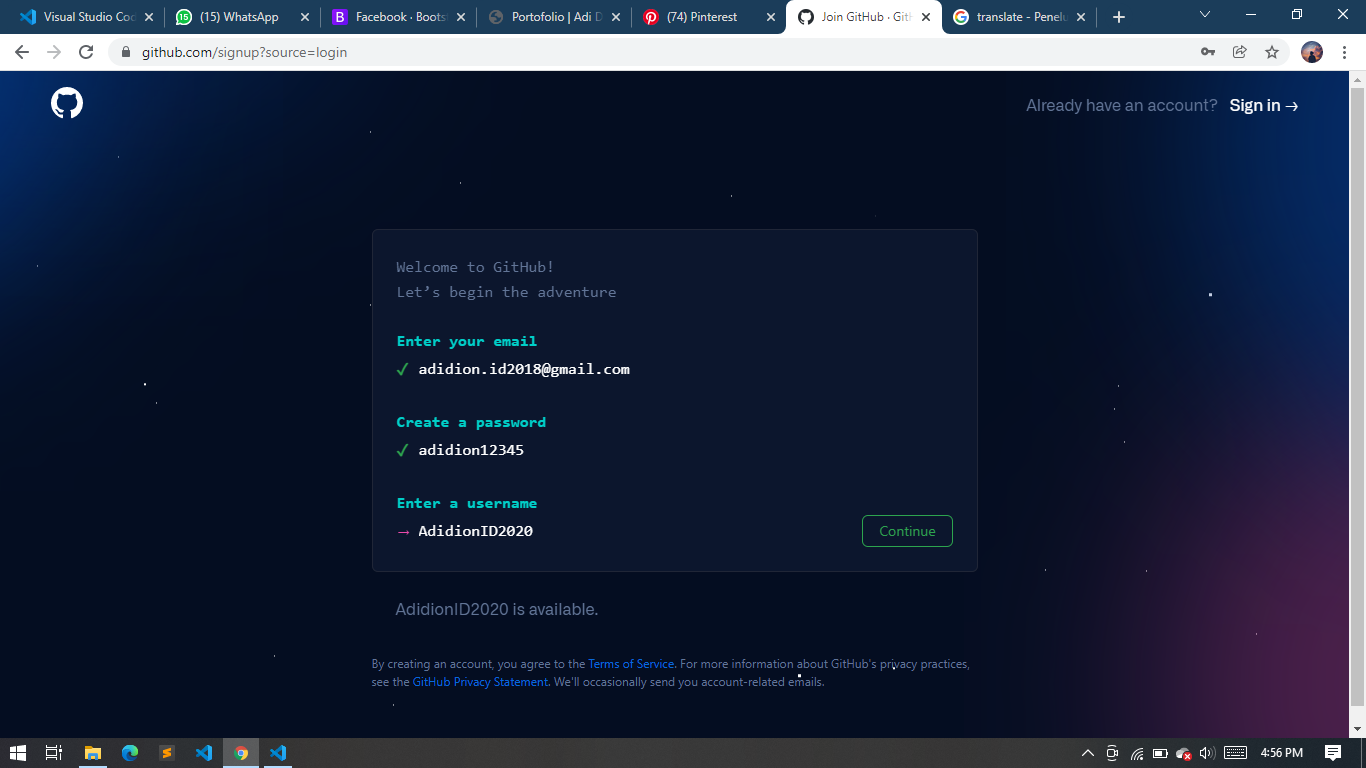 Visual Studio Cod
(15) WhatsApp
Facebook · Boots
Portofolio | Adi D
(74) Pinterest
Join GitHub · GitH
translate - Penelu
github.com/signup?source=login
Already have an account? Sign in →
Welcome to GitHub!
Let’s begin the adventure
Enter your email
✓ adidion.id2018@gmail.com
Create a password
✓ adidion12345
Enter a username
→ AdidionID2020
Continue
AdidionID2020 is available.
By creating an account, you agree to the Terms of Service. For more information about GitHub's privacy practices,
see the GitHub Privacy Statement. We'll occasionally send you account-related emails.
4:56 PM